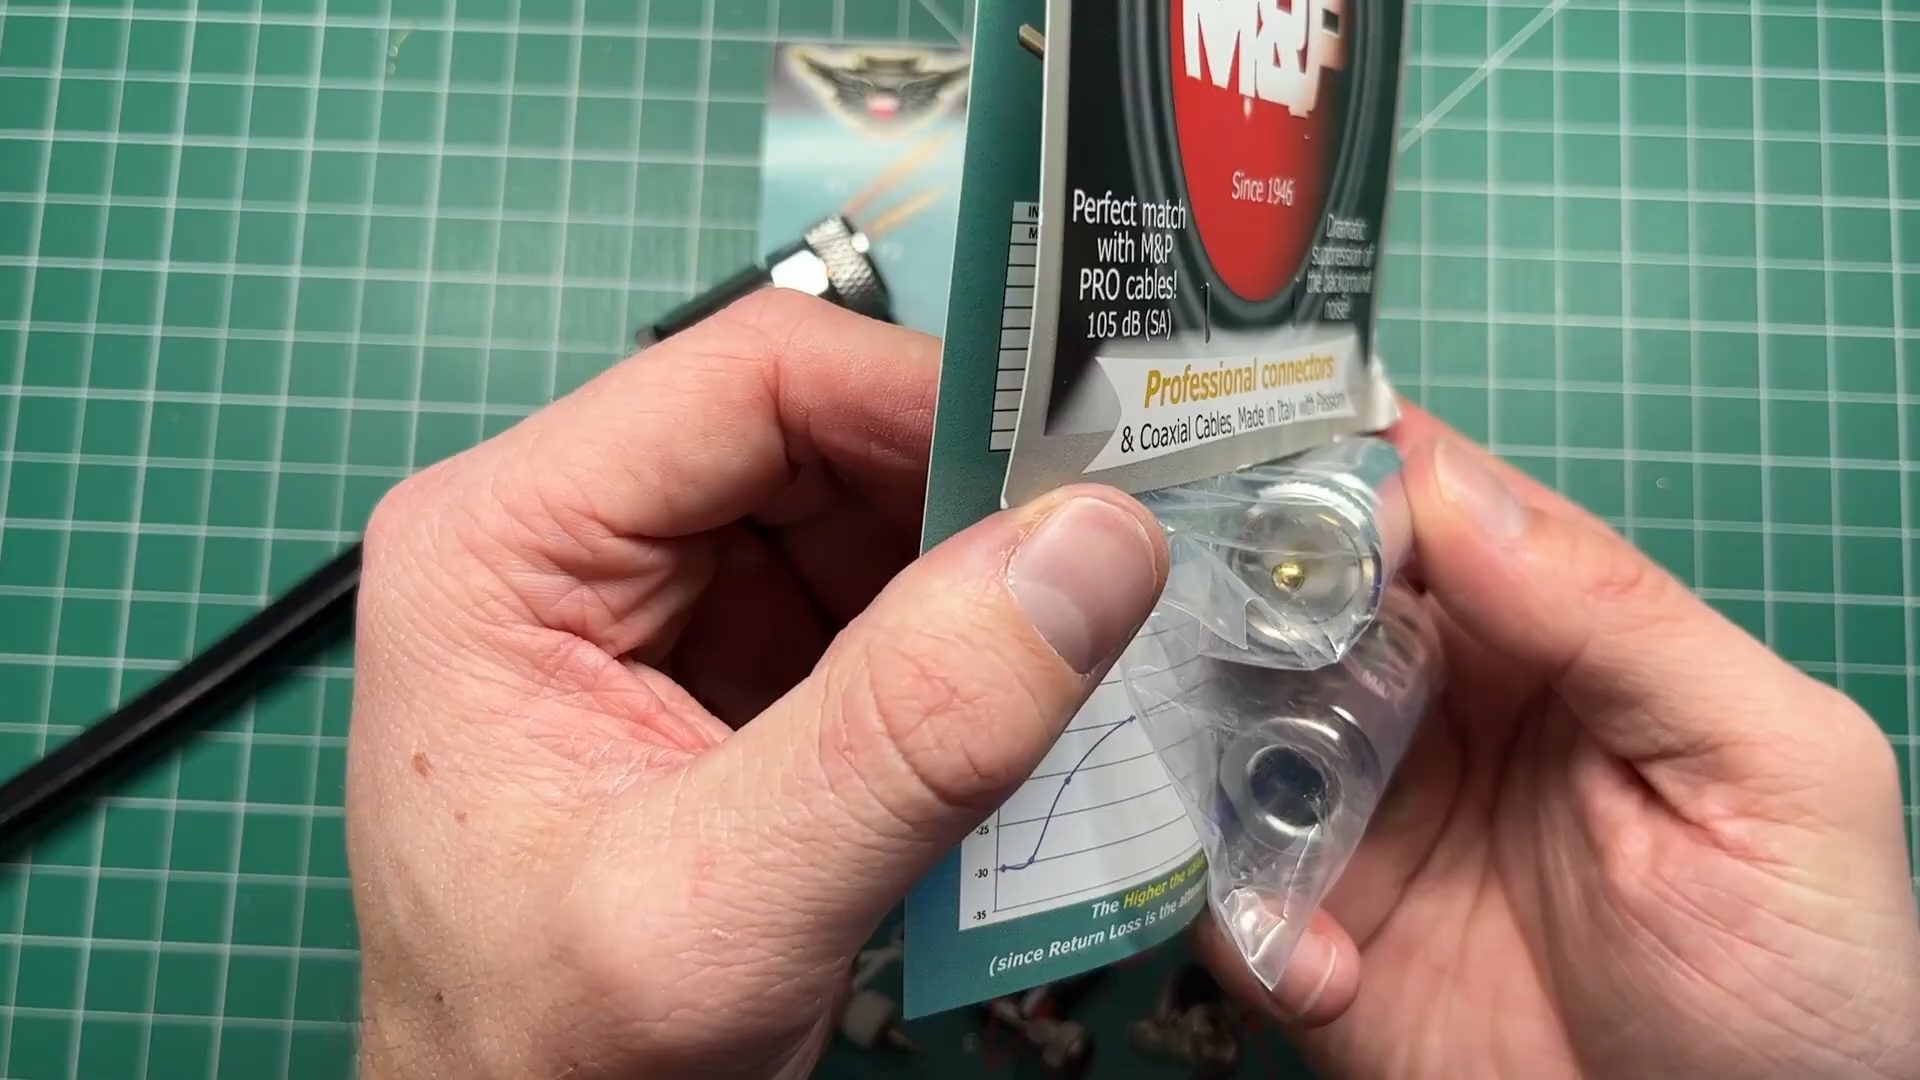 M&P
Since 1946
Perfect match
with M&P
PRO cables!
105 dB (SA)
Dramatic
suppression of
the background
noise!
Professional connectors
& Coaxial Cables, Made in Italy with Passion
IN
M
-25
-30
-35
The Higher the
(since Return Loss is the